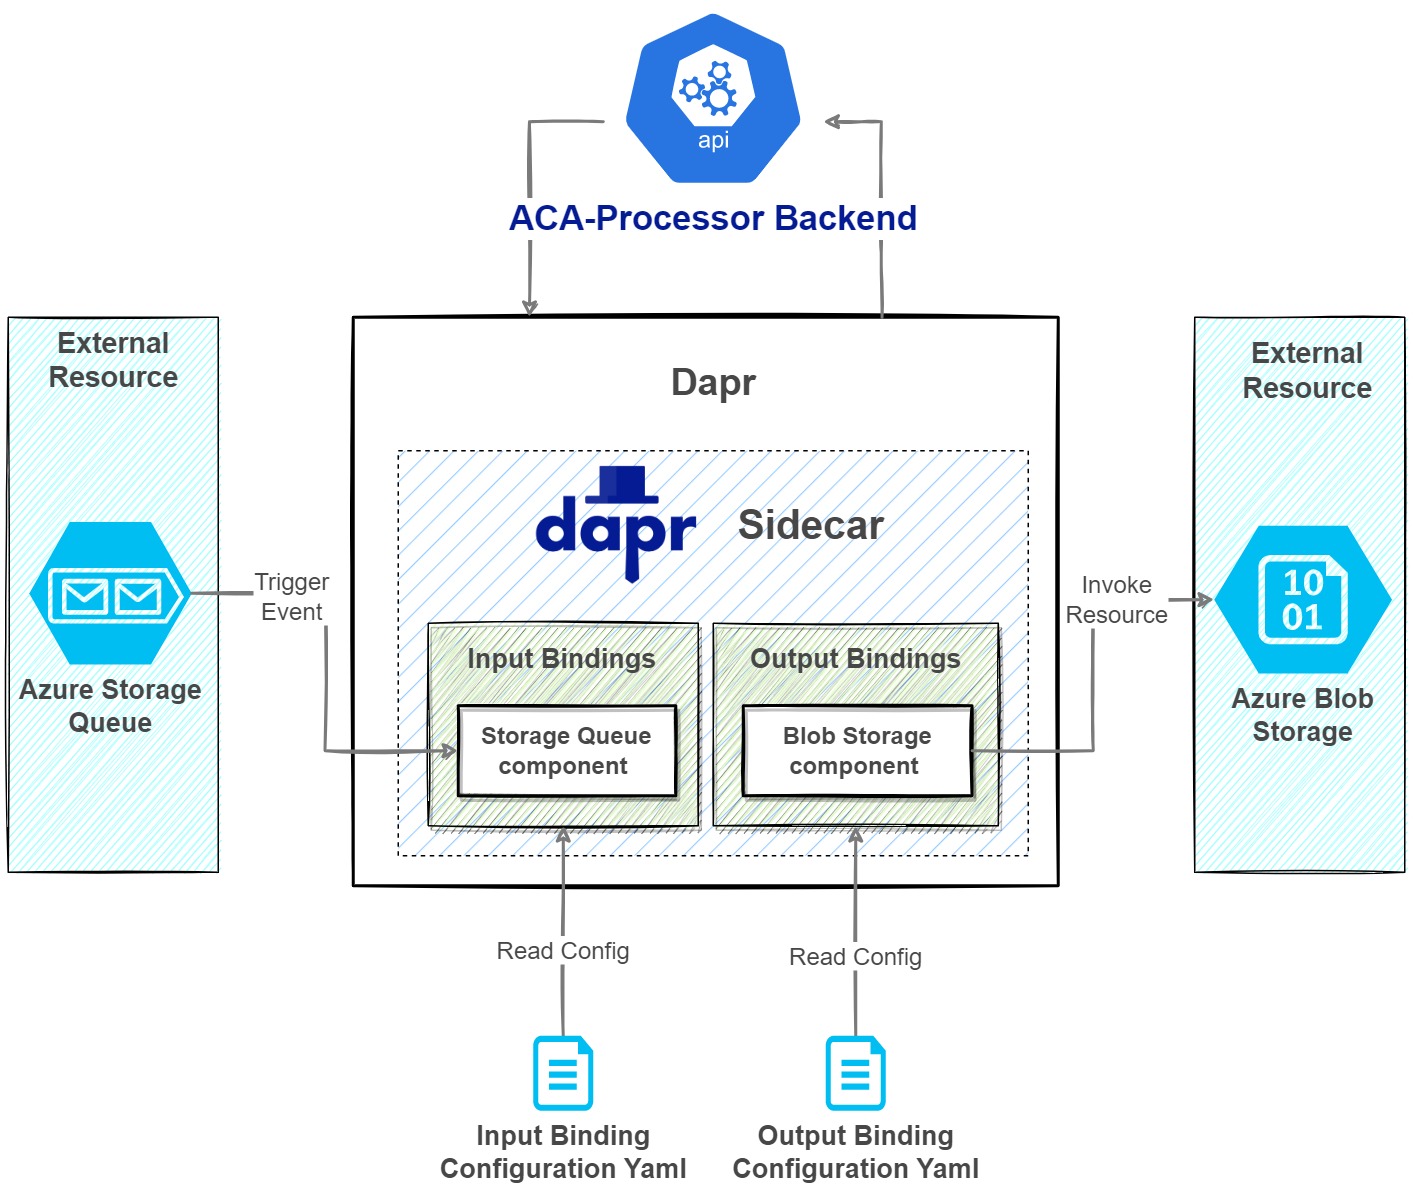 api
ACA-Processor Backend
External
Resource
Azure Storage
Queue
Trigger
Event
Dapr
dapr
Sidecar
Input Bindings
Storage Queue
component
Output Bindings
Blob Storage
component
Invoke
Resource
External
Resource
10
01
Azure Blob
Storage
Read Config
Read Config
Input Binding
Configuration Yaml
Output Binding
Configuration Yaml